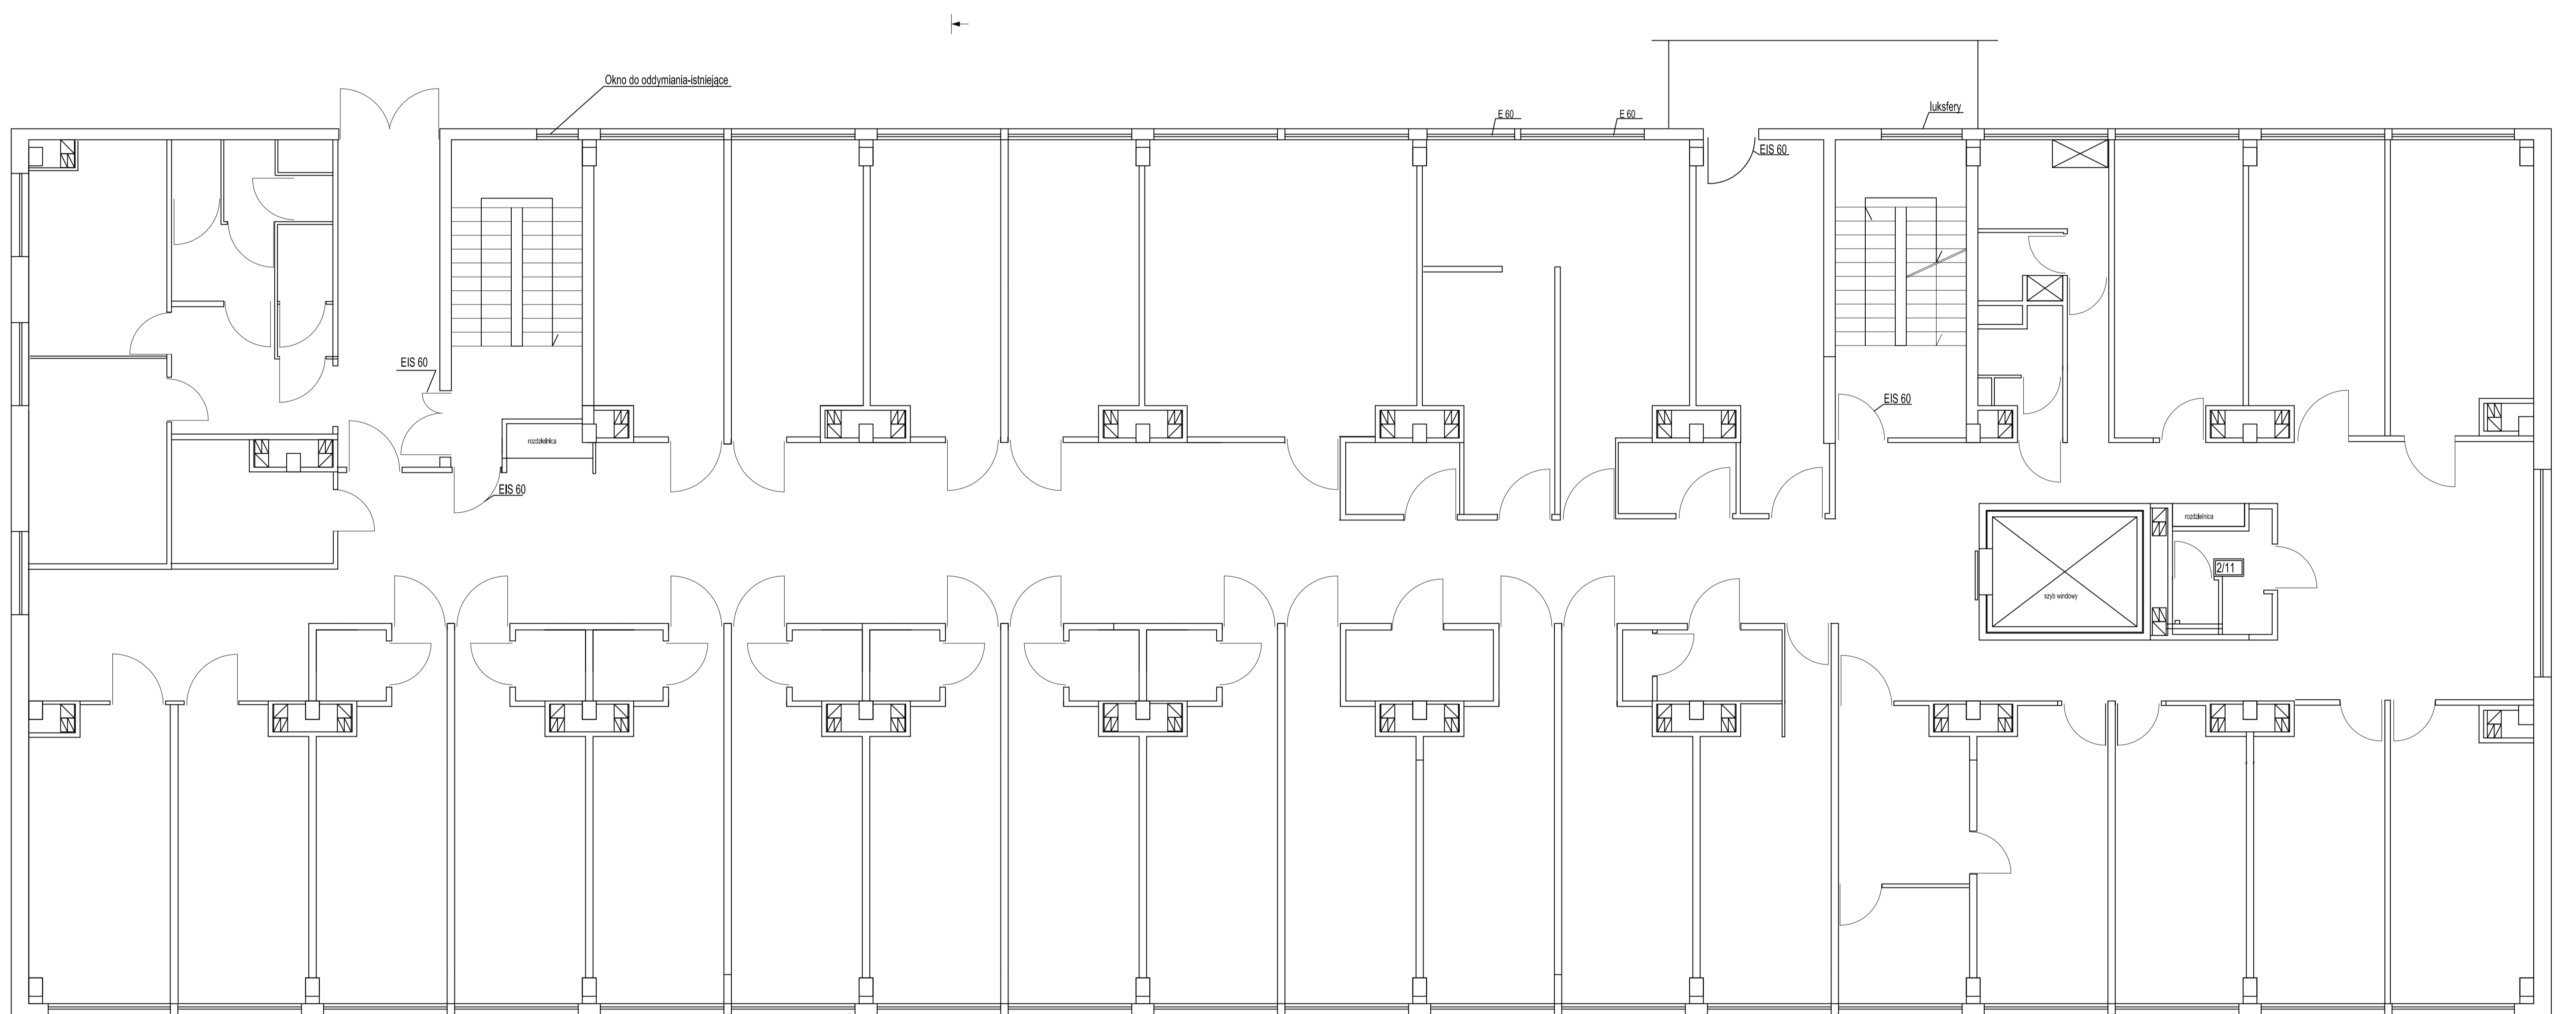 Okno do oddymiania-istniejące
E 60
E 60
luksfery
EIS 60
EIS 60
EIS 60
rozdzielnica
EIS 60
rozdzielnica
2/11
szyb windowy